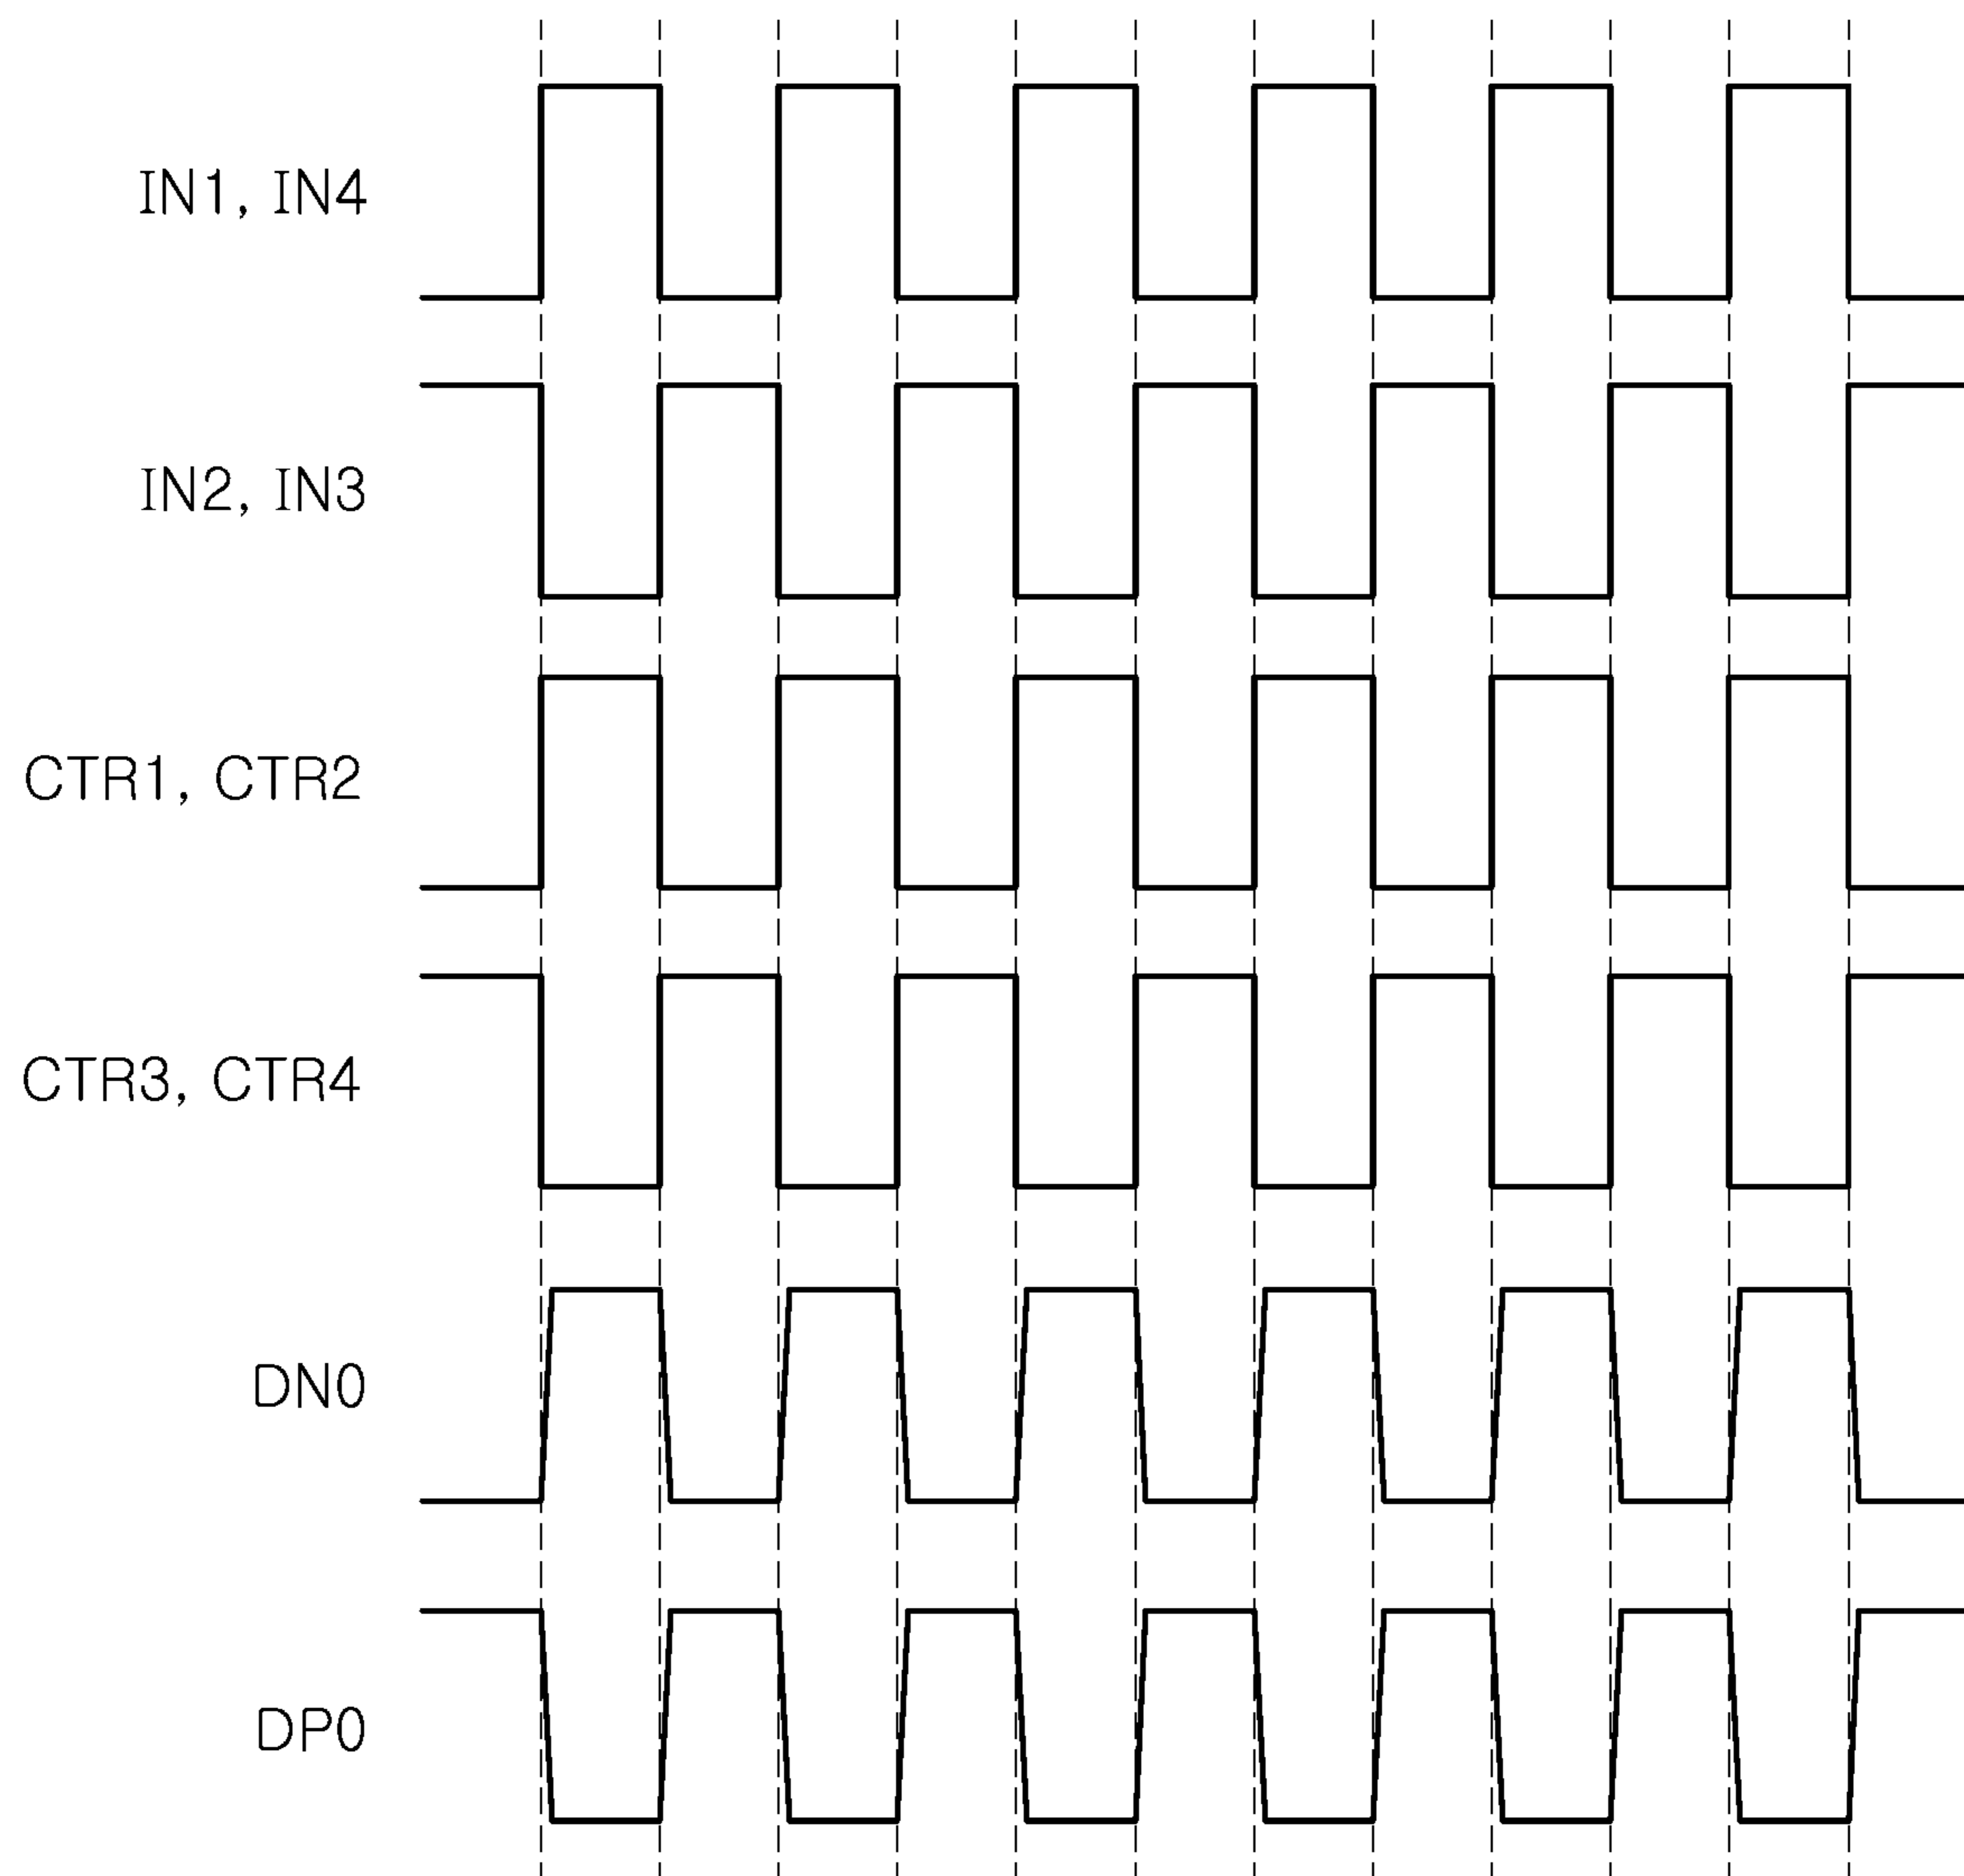 IN1, IN4
IN2, IN3
CTR1, CTR2
CTR3, CTR4
DN0
DP0